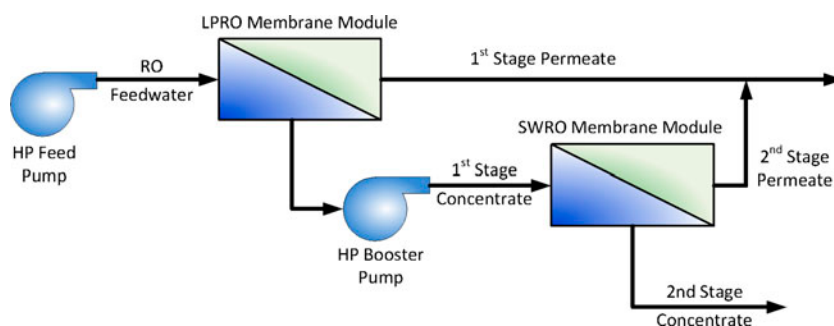 LPRO Membrane Module
RO
Feedwater
1st Stage Permeate
HP Feed
Pump
SWRO Membrane Module
1st Stage
Concentrate
2nd Stage
Permeate
HP Booster
Pump
2nd Stage
Concentrate